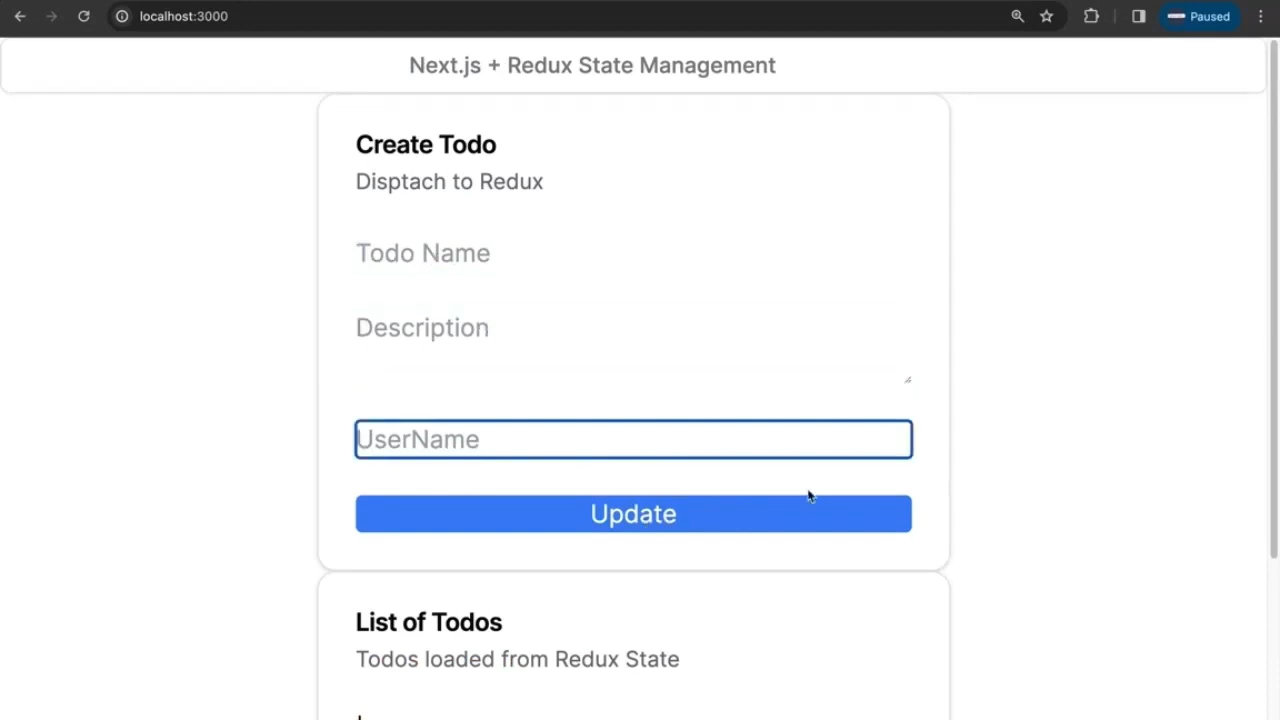 localhost:3000
Paused
Next.js + Redux State Management
Create Todo
Disptach to Redux
Todo Name
Description
UserName
Update
List of Todos
Todos loaded from Redux State